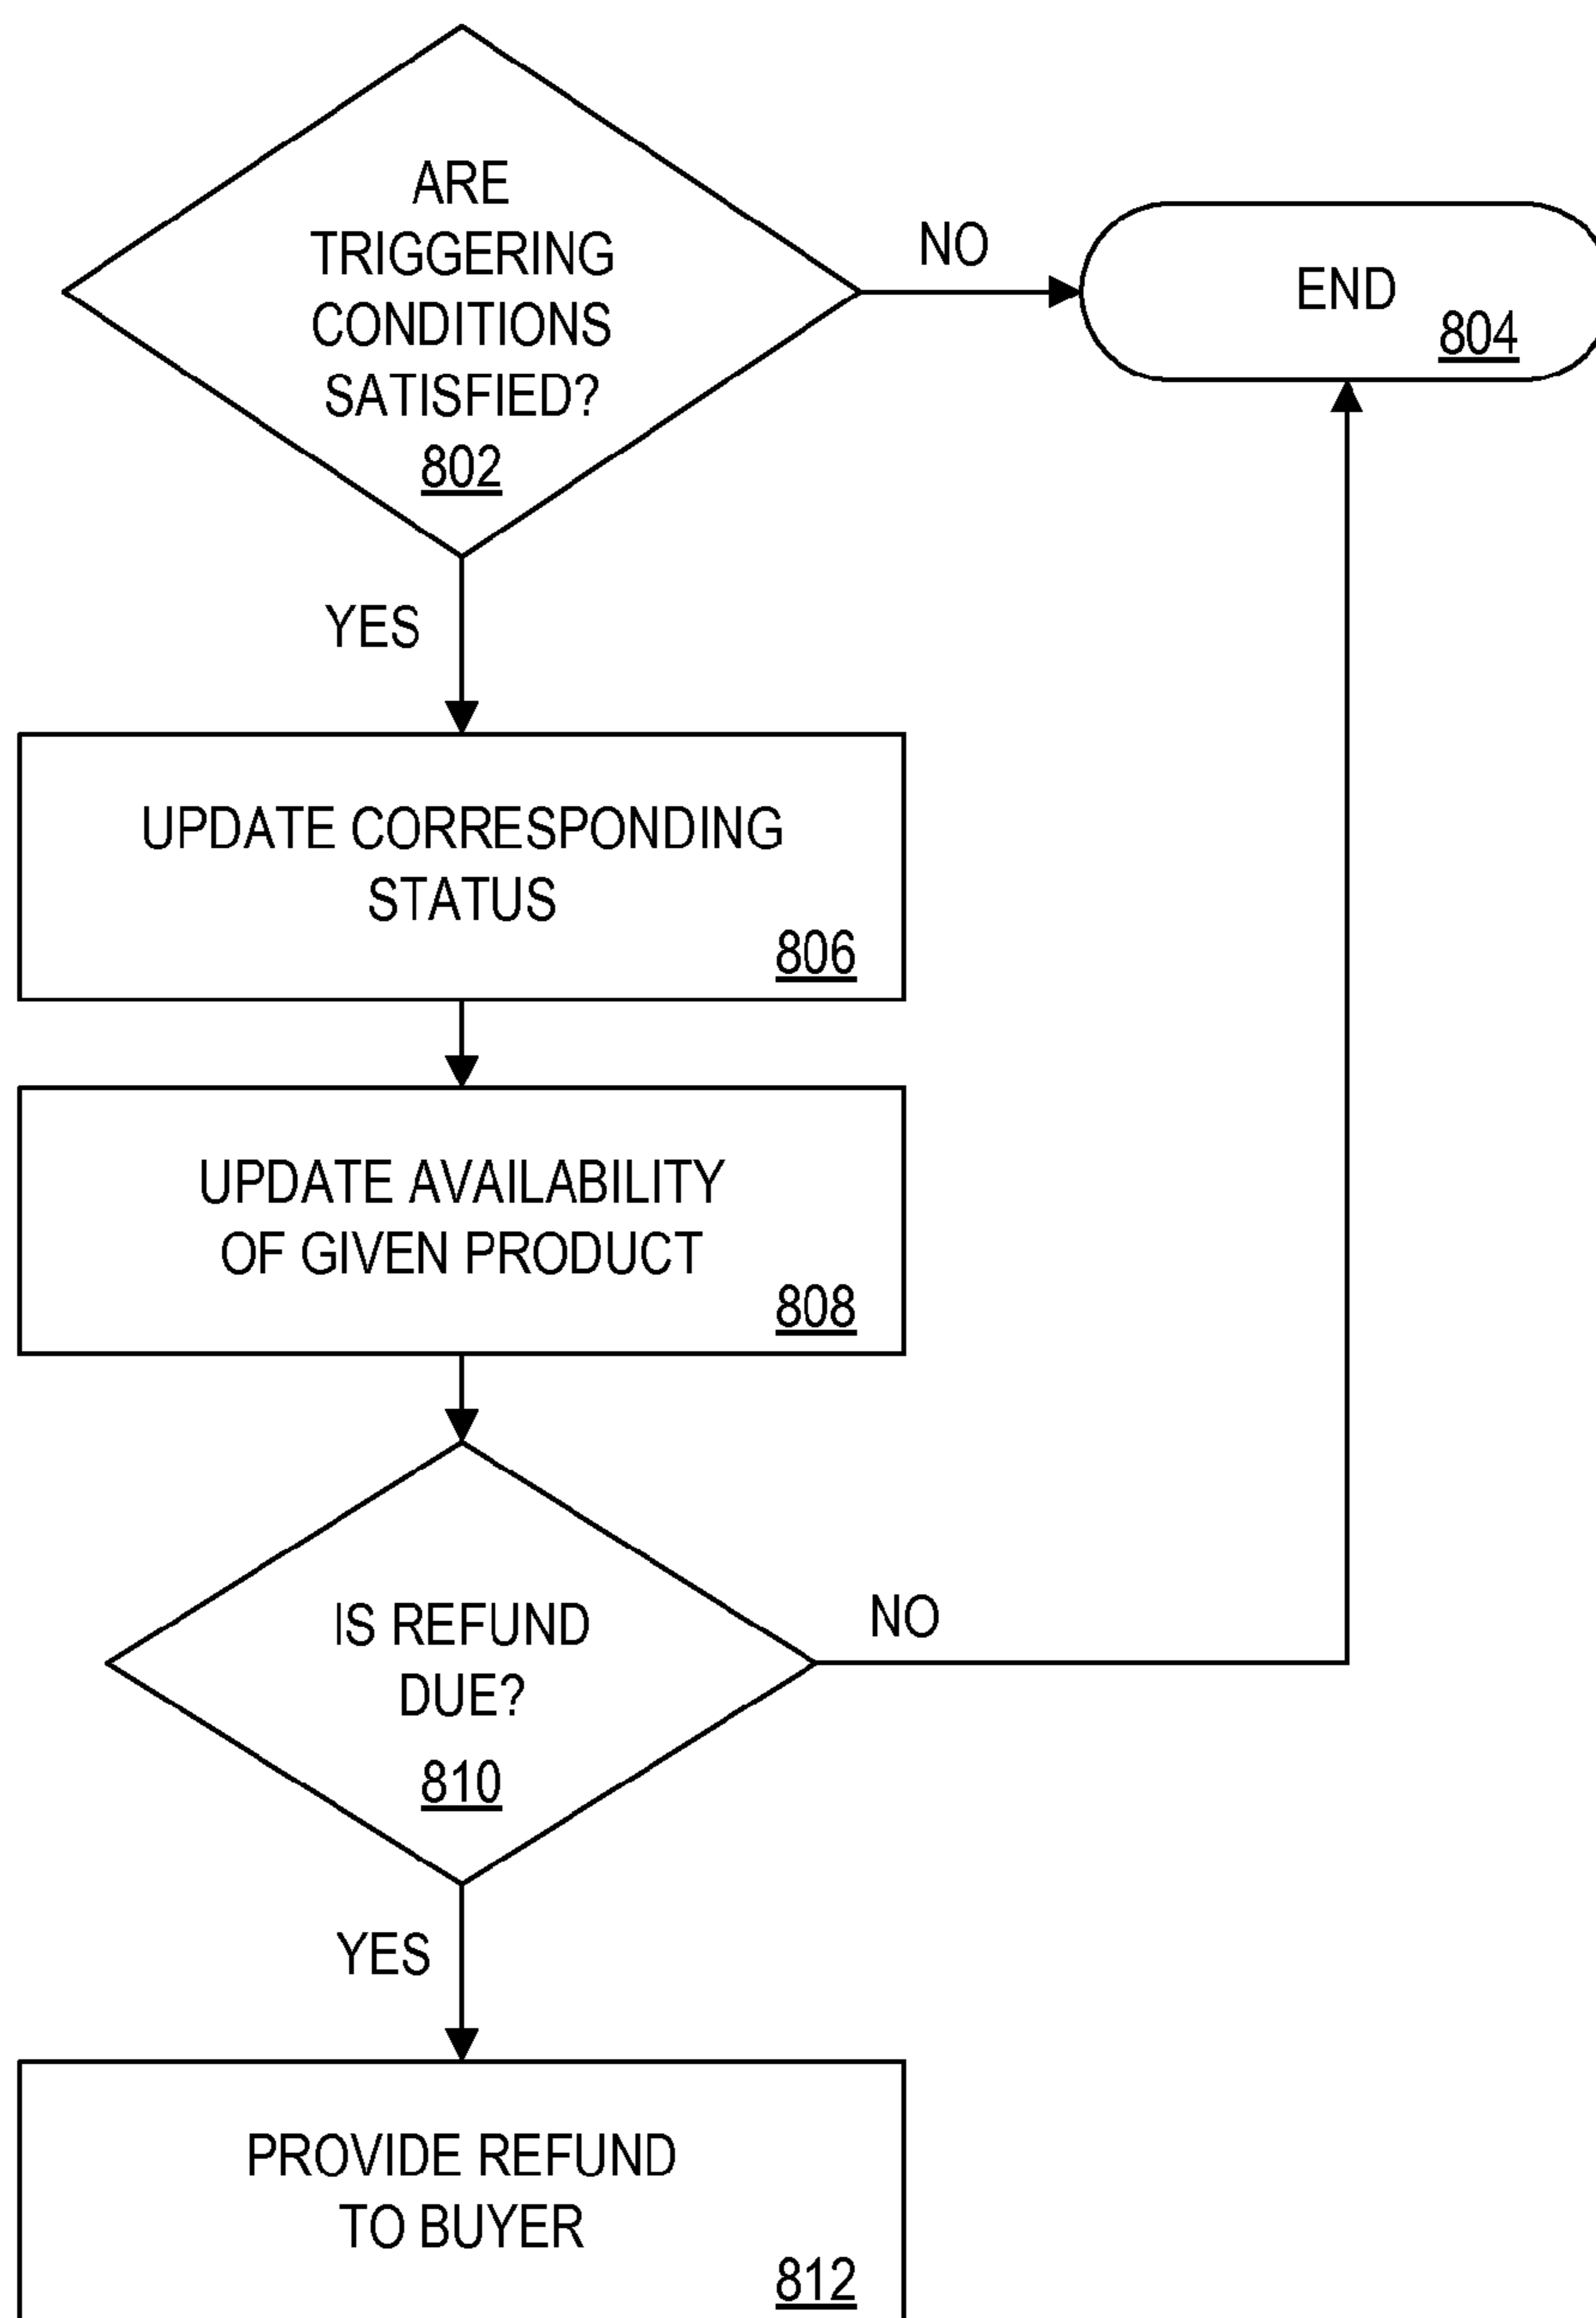 ARE
TRIGGERING
CONDITIONS
SATISFIED?
802
NO
END
804
YES
UPDATE CORRESPONDING
STATUS
806
UPDATE AVAILABILITY
OF GIVEN PRODUCT
808
IS REFUND
DUE?
810
NO
YES
PROVIDE REFUND
TO BUYER
812